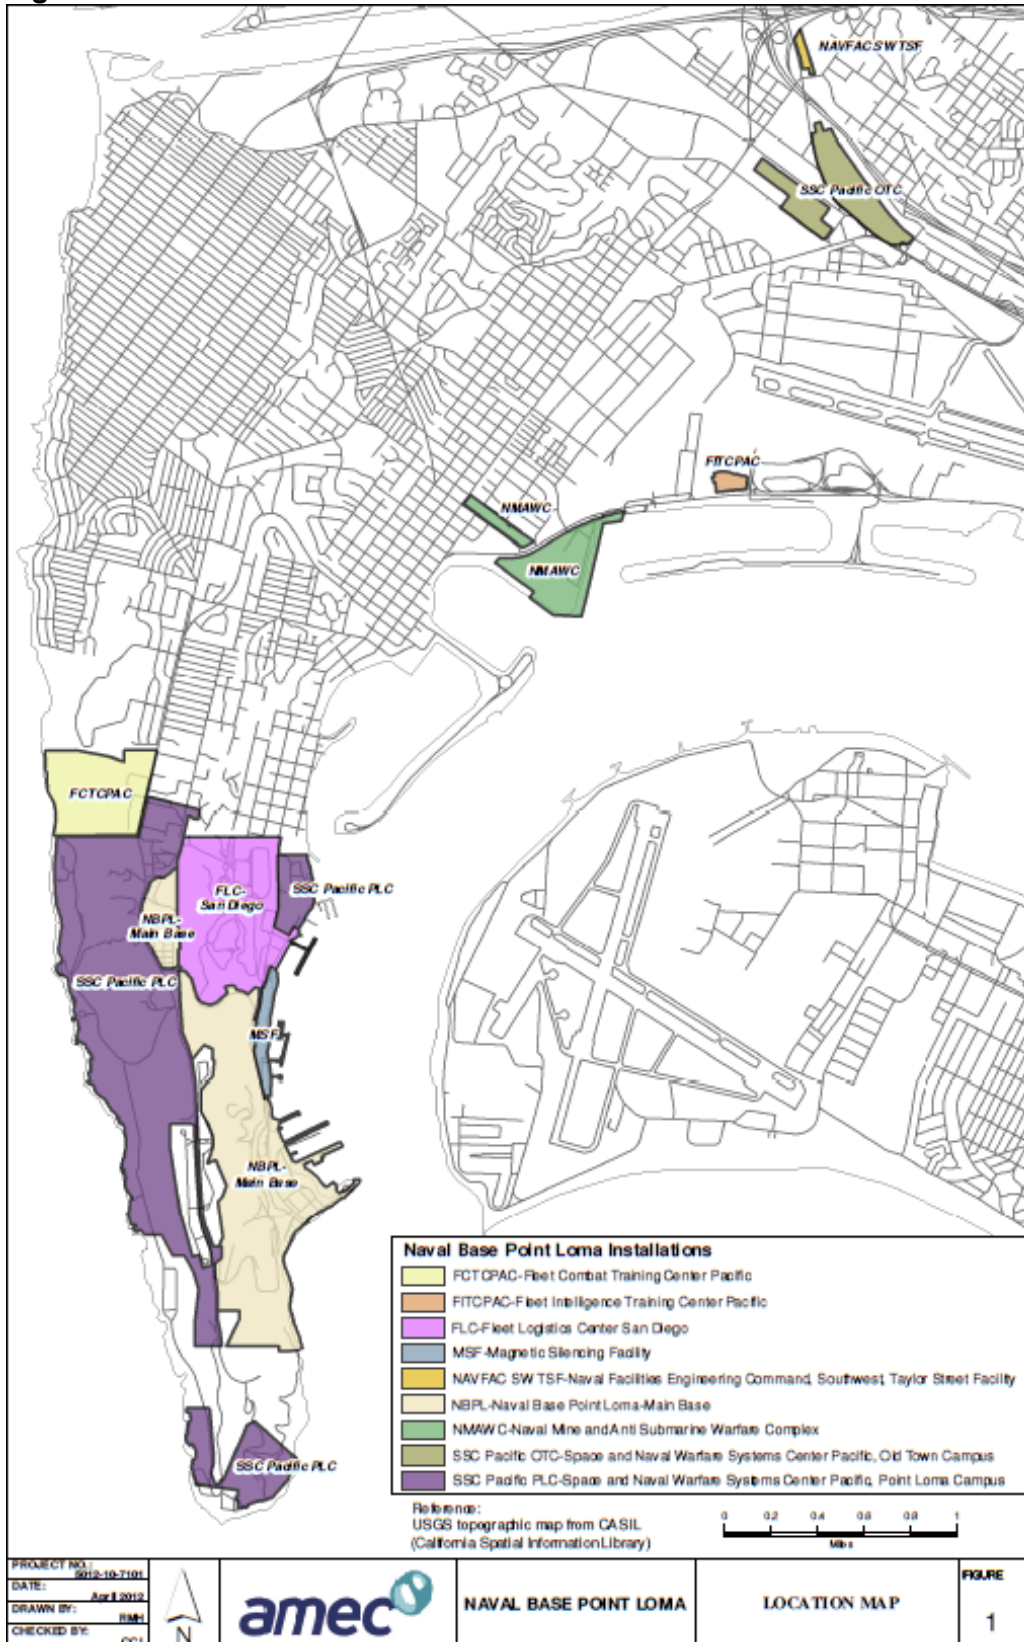 NAVFAC SW TSF
SSC Pacific OTC
FITCPAC
NMAWC
NMAWC
FCTCPAC
FLC-
San Diego
SSC Pacific PLC
NBPL-
Main Base
SSC Pacific PLC
MSF
NBPL-
Main Base
SSC Pacific PLC
Naval Base Point Loma Installations
FCTCPAC-Fleet Combat Training Center Pacific
FITCPAC-Fleet Intelligence Training Center Pacific
FLC-Fleet Logistics Center San Diego
MSF-Magnetic Silencing Facility
NAVFAC SW TSF-Naval Facilities Engineering Command, Southwest, Taylor Street Facility
NBPL-Naval Base Point Loma-Main Base
NMAWC-Naval Mine and Anti Submarine Warfare Complex
SSC Pacific OTC-Space and Naval Warfare Systems Center Pacific, Old Town Campus
SSC Pacific PLC-Space and Naval Warfare Systems Center Pacific, Point Loma Campus
Reference:
USGS topographic map from CASIL
(California Spatial Information Library)
0 0.2 0.4 0.6 0.8 1
Miles
PROJECT NO.:
5012-10-7101
DATE:
April 2012
DRAWN BY:
RMH
CHECKED BY:
N
amec
NAVAL BASE POINT LOMA
LOCATION MAP
FIGURE
1